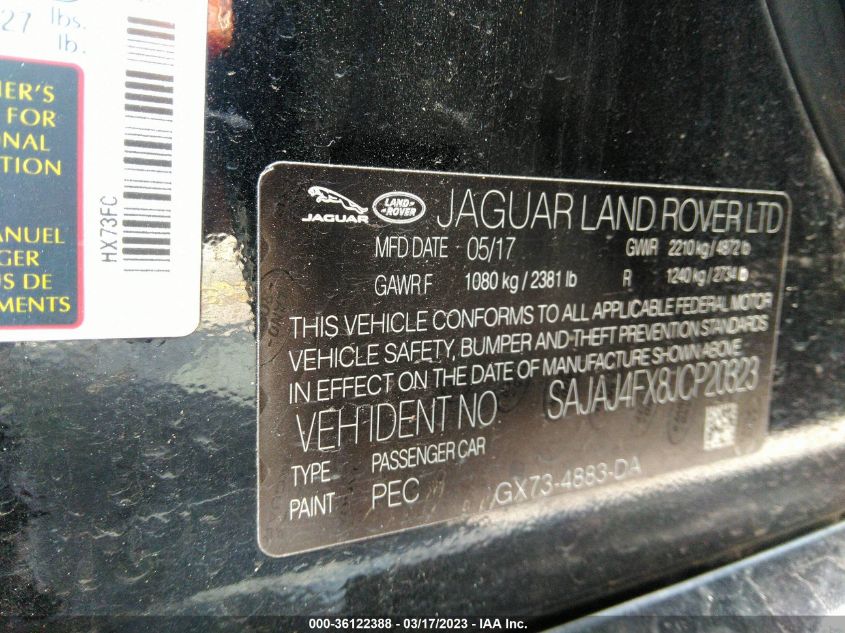 27 lbs.
lb.
ER'S
FOR
NAL
TION
ANUEL
GER
S DE
MENTS
HX73FC
JAGUAR
LAND
ROVER
JAGUAR LAND ROVER LTD
MFD DATE 05/17 GWR 2210 kg / 4872 lb
GAWR F 1080 kg / 2381 lb R 1240 kg / 2734 lb
THIS VEHICLE CONFORMS TO ALL APPLICABLE FEDERAL MOTOR
VEHICLE SAFETY, BUMPER AND THEFT PREVENTION STANDARDS
IN EFFECT ON THE DATE OF MANUFACTURE SHOWN ABOVE
VEH IDENT NO SAJAJ4FX8JCP20323
TYPE PASSENGER CAR
PAINT PEC GX73-4883-DA
000-36122388 - 03/17/2023 - IAA Inc.